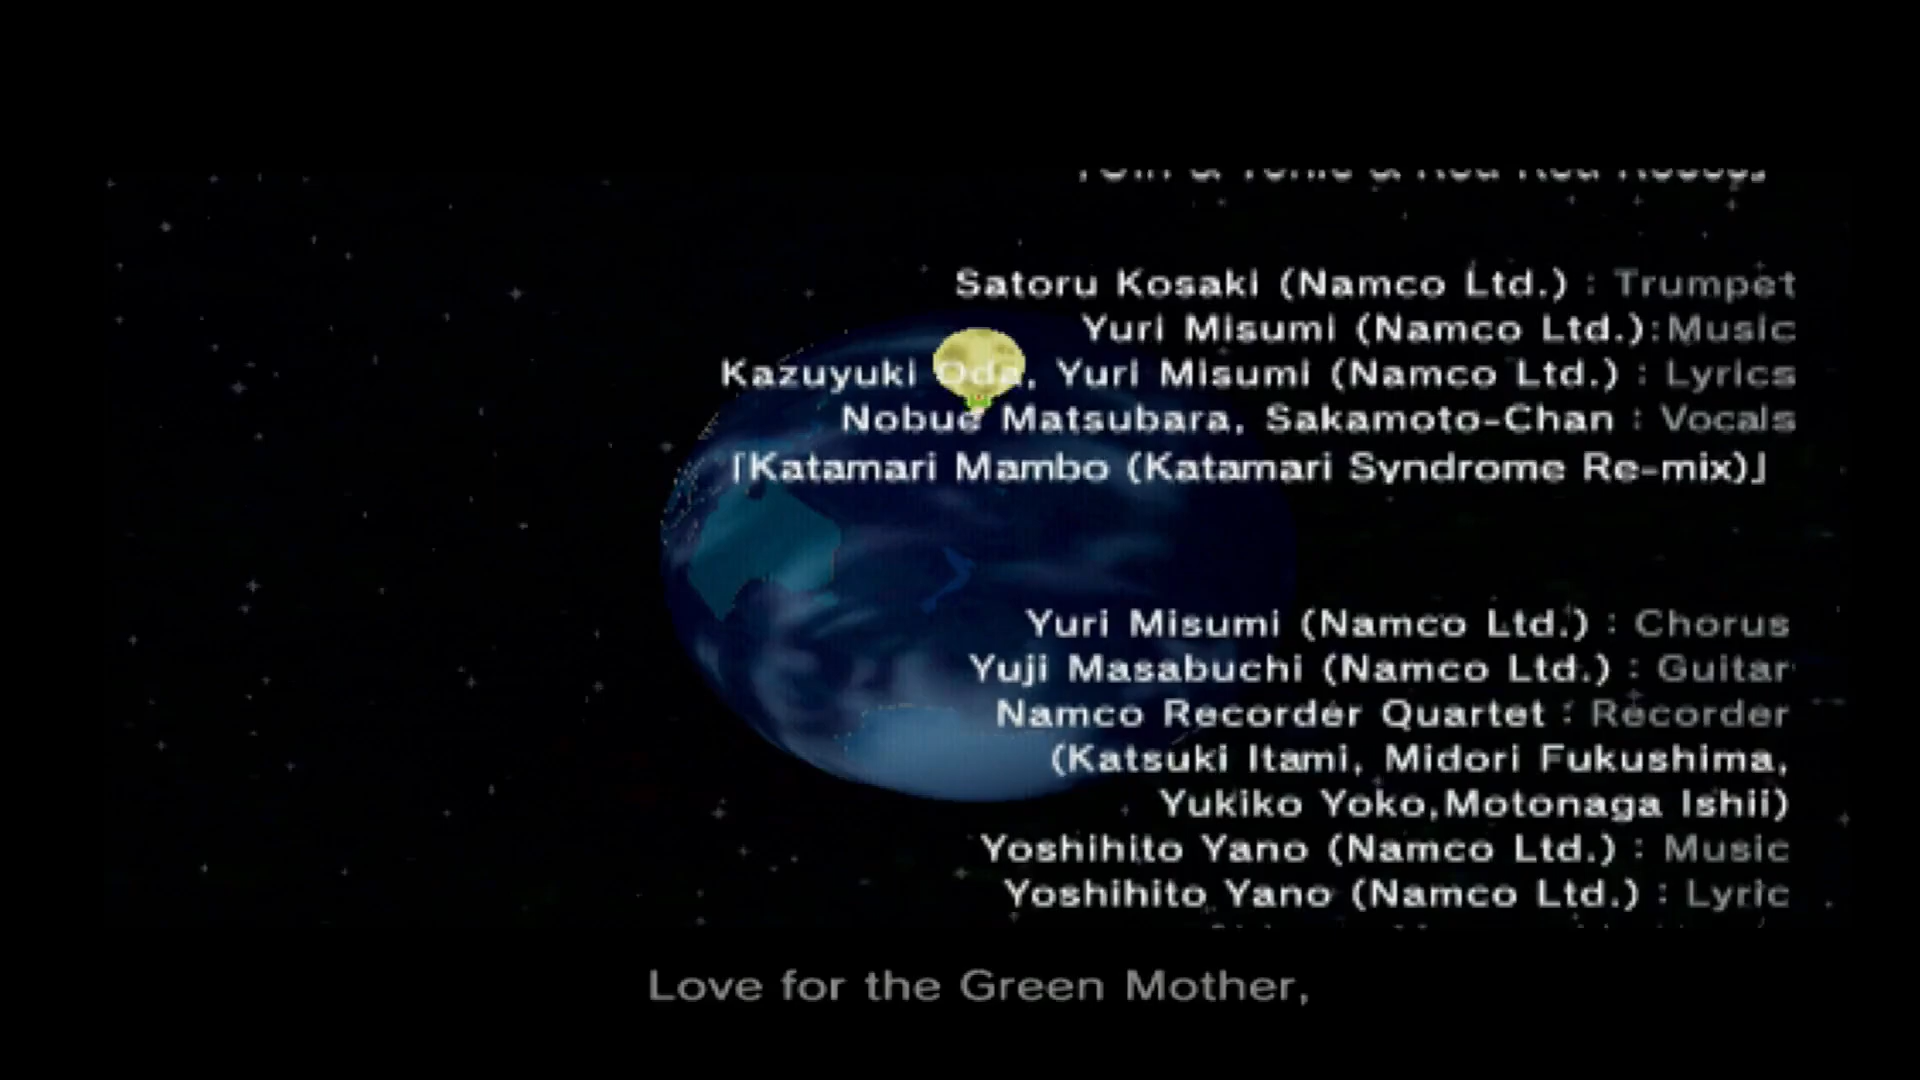 Satoru Kosaki (Namco Ltd.) : Trumpet
Yuri Misumi (Namco Ltd.):Music
Kazuyuki Oda, Yuri Misumi (Namco Ltd.) : Lyrics
Nobue Matsubara, Sakamoto-Chan : Vocals
「Katamari Mambo (Katamari Syndrome Re-mix)」
Yuri Misumi (Namco Ltd.) : Chorus
Yuji Masabuchi (Namco Ltd.) : Guitar
Namco Recorder Quartet : Recorder
(Katsuki Itami, Midori Fukushima,
Yukiko Yoko,Motonaga Ishii)
Yoshihito Yano (Namco Ltd.) : Music
Yoshihito Yano (Namco Ltd.) : Lyric
Love for the Green Mother,